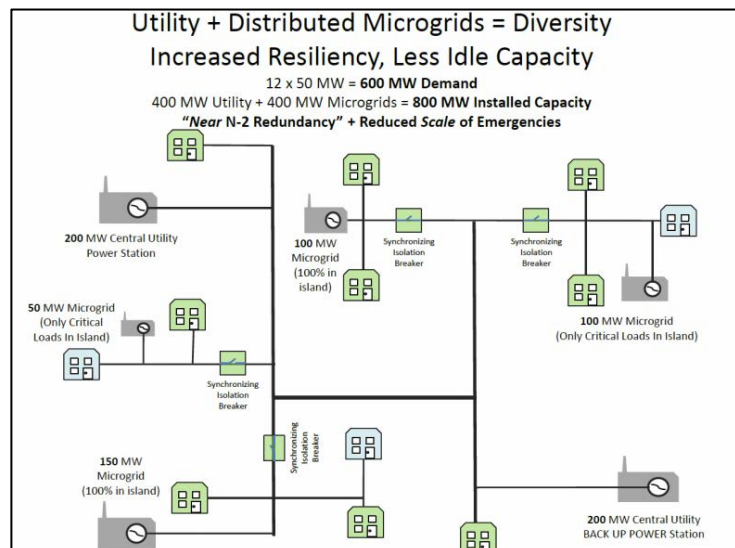 Utility + Distributed Microgrids = Diversity
Increased Resiliency, Less Idle Capacity
12 x 50 MW = 600 MW Demand
400 MW Utility + 400 MW Microgrids = 800 MW Installed Capacity
“Near N-2 Redundancy” + Reduced Scale of Emergencies
200 MW Central Utility
Power Station
100 MW
Microgrid
(100% in
island)
Synchronizing
Isolation
Breaker
Synchronizing
Isolation
Breaker
100 MW Microgrid
(Only Critical Loads In Island)
50 MW Microgrid
(Only Critical
Loads In Island)
Synchronizing
Isolation
Breaker
Synchronizing
Isolation
Breaker
150 MW
Microgrid
(100% in island)
200 MW Central Utility
BACK UP POWER Station